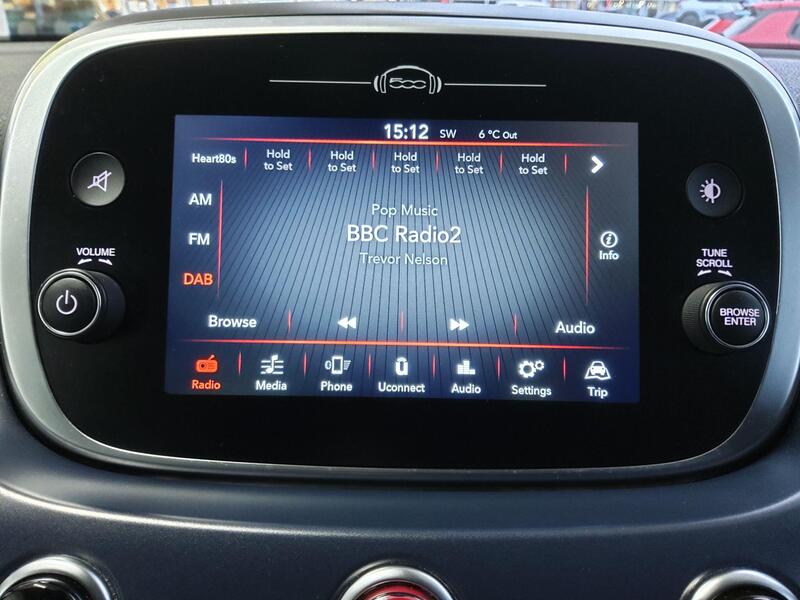 500
15:12 SW 6 °C Out
Heart80s
Hold to Set
Hold to Set
Hold to Set
Hold to Set
Hold to Set
AM
FM
DAB
Pop Music
BBC Radio2
Trevor Nelson
Info
Browse
Audio
Radio Media Phone Uconnect Audio Settings Trip
VOLUME
TUNE
SCROLL
BROWSE
ENTER